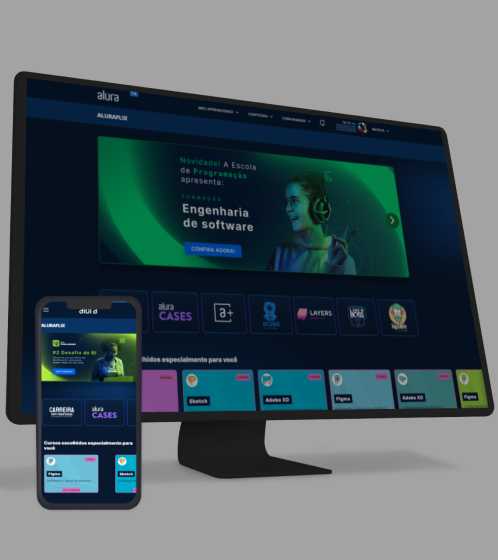 alura
MEU APRENDIZADO
CONTEÚDO
COMUNIDADE
ALURAFLIX
Novidade! A Escola
de Programação
apresenta:
FORMAÇÃO
Engenharia
de software
CONFIRA AGORA!
alura
CASES
a+
LAYERS
hidos especialmente para você
Sketch
Adobe XD
Figma
Adobe XD
Figma
alura
ALURAFLIX
#2 Desafio de BI
CARREIRA
alura
CASES
Cursos escolhidos especialmente para
você
Figma
Sketch